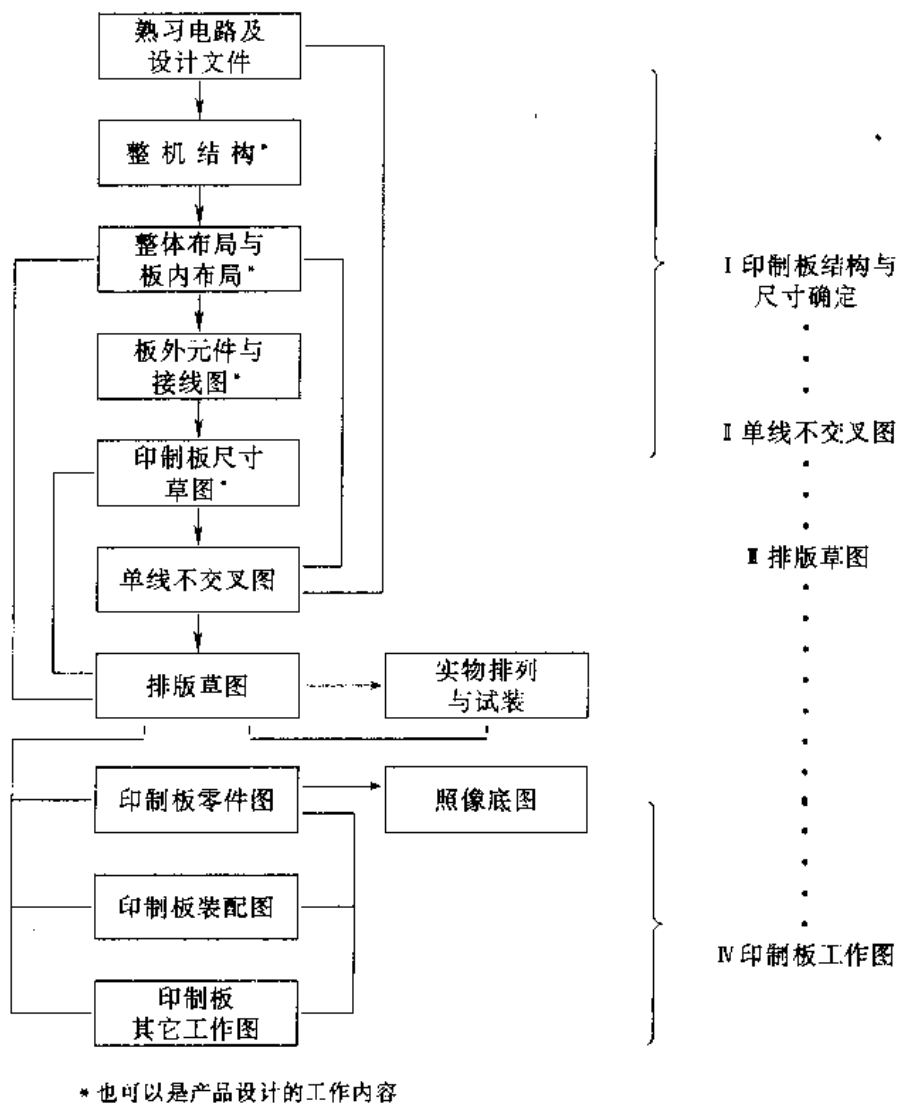 熟习电路及
设计文件
整机结构*
整体布局与
板内布局*
板外元件与
接线图*
印制板尺寸
草图*
单线不交叉图
排版草图
实物排列
与试装
印制板零件图
照像底图
印制板装配图
印制板
其它工作图
Ⅰ印制板结构与
尺寸确定
Ⅱ单线不交叉图
Ⅲ排版草图
Ⅳ印制板工作图
*也可以是产品设计的工作内容